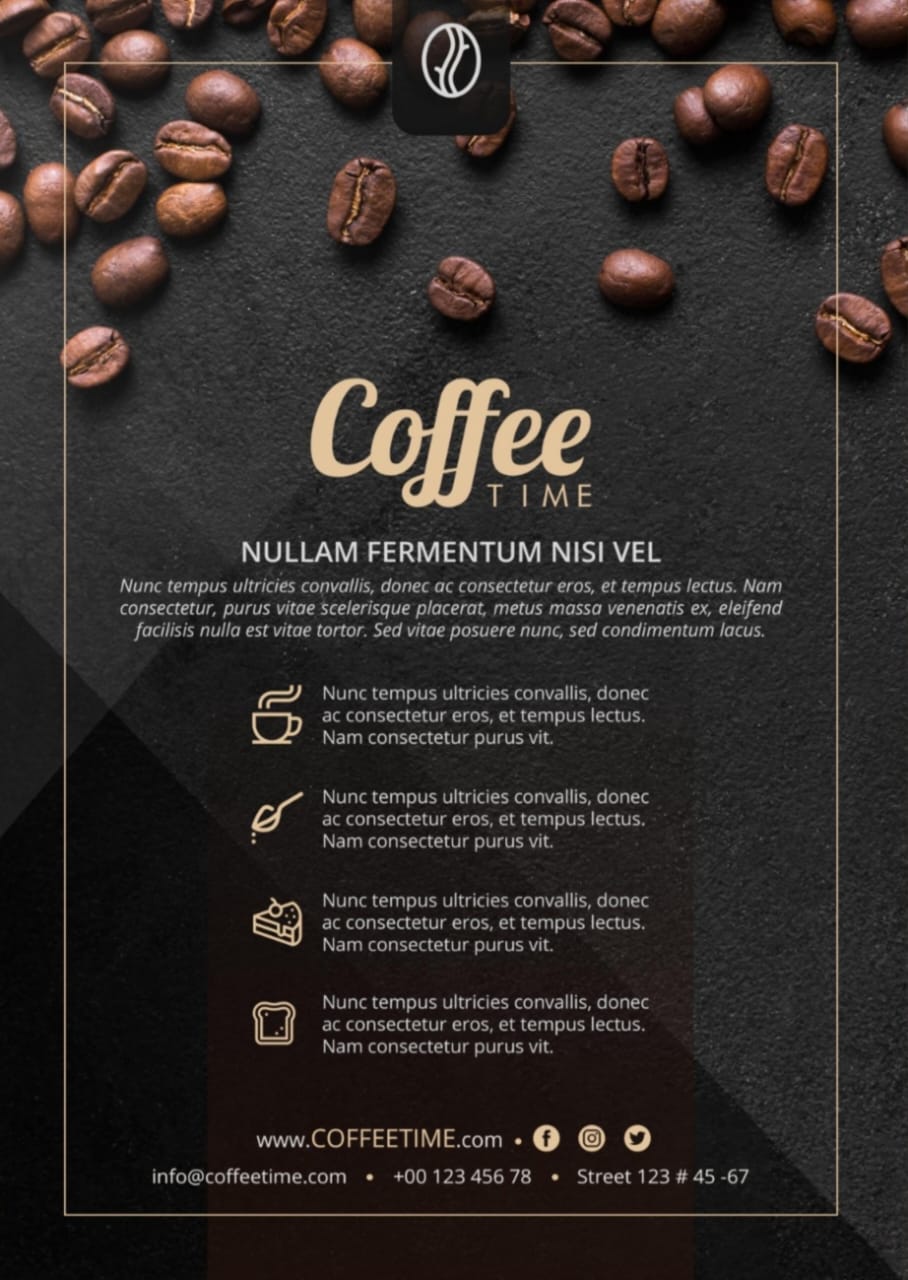 Coffee
TIME
NULLAM FERMENTUM NISI VEL
Nunc tempus ultricies convallis, donec ac consectetur eros, et tempus lectus. Nam
consectetur, purus vitae scelerisque placerat, metus massa venenatis ex, eleifend
facilisis nulla est vitae tortor. Sed vitae posuere nunc, sed condimentum lacus.
Nunc tempus ultricies convallis, donec
ac consectetur eros, et tempus lectus.
Nam consectetur purus vit.
Nunc tempus ultricies convallis, donec
ac consectetur eros, et tempus lectus.
Nam consectetur purus vit.
Nunc tempus ultricies convallis, donec
ac consectetur eros, et tempus lectus.
Nam consectetur purus vit.
Nunc tempus ultricies convallis, donec
ac consectetur eros, et tempus lectus.
Nam consectetur purus vit.
www.COFFEETIME.com •
info@coffeetime.com • +00 123 456 78 • Street 123 # 45 -67